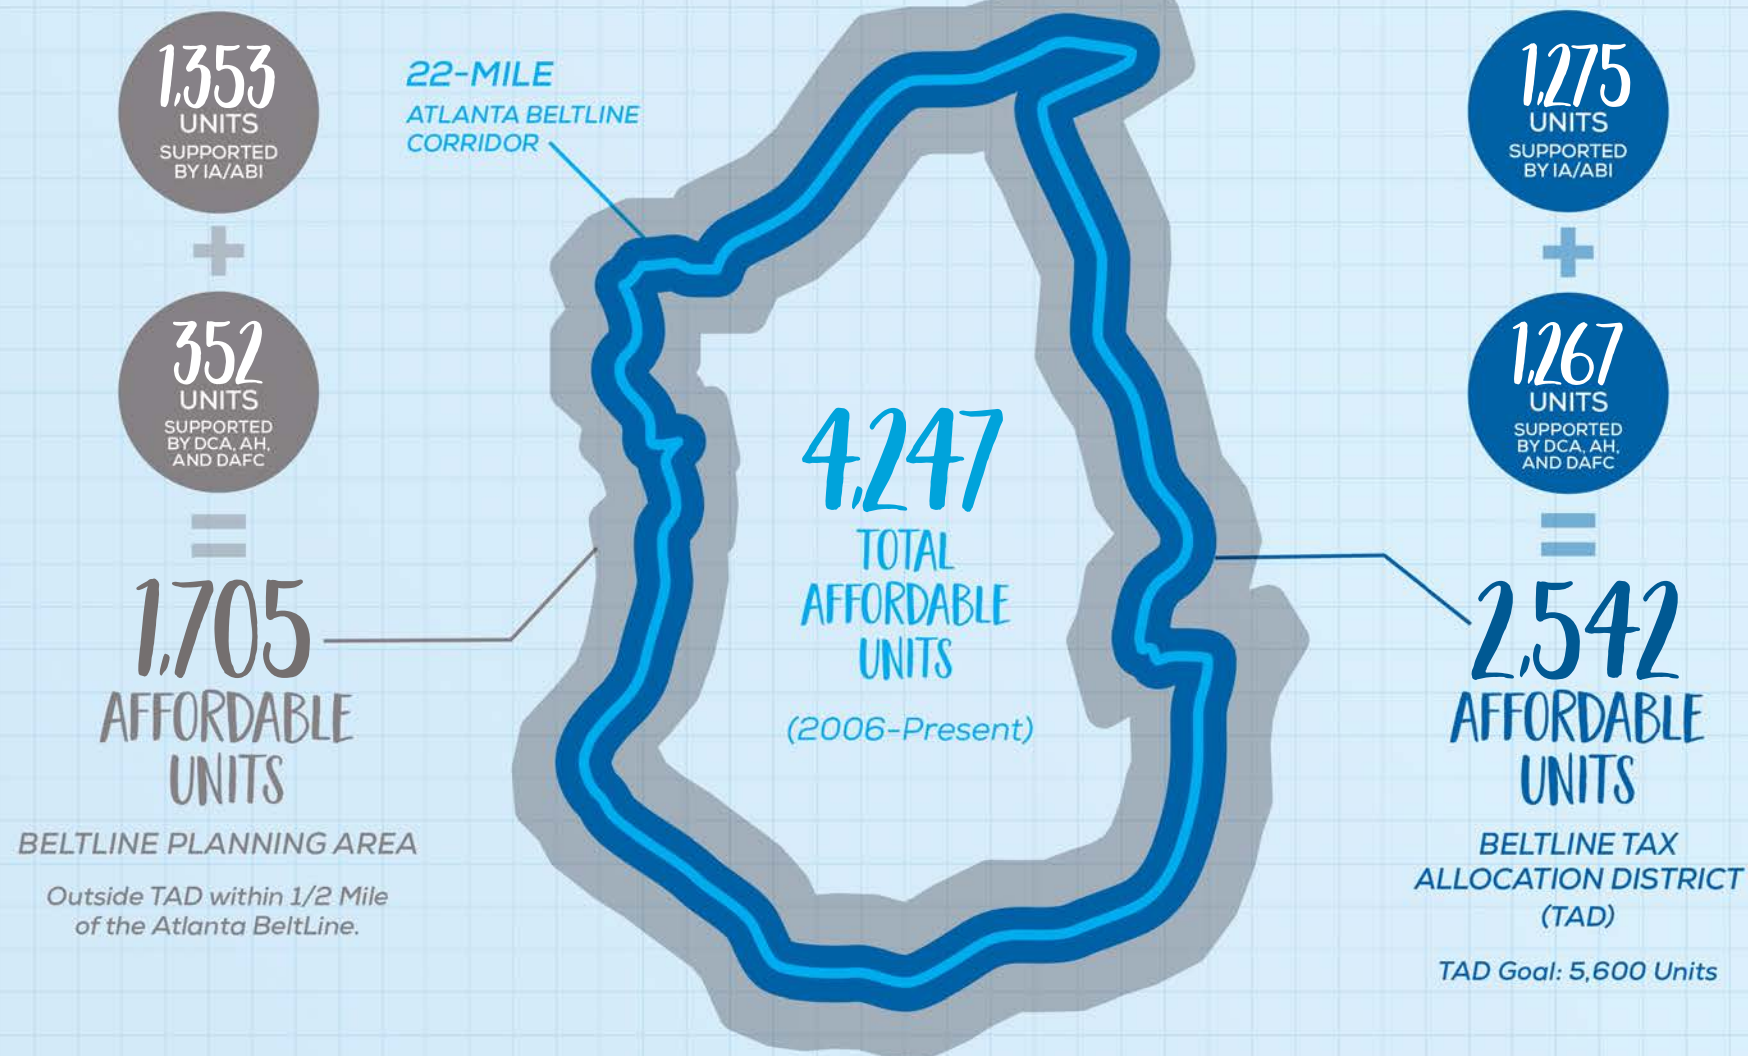 1,353
UNITS
SUPPORTED
BY IA/ABI
+
352
UNITS
SUPPORTED
BY DCA, AH,
AND DAFC
=
1,705
AFFORDABLE
UNITS
BELTLINE PLANNING AREA
Outside TAD within 1/2 Mile
of the Atlanta BeltLine.
22-MILE
ATLANTA BELTLINE
CORRIDOR
4,247
TOTAL
AFFORDABLE
UNITS
(2006-Present)
1,275
UNITS
SUPPORTED
BY IA/ABI
+
1,267
UNITS
SUPPORTED
BY DCA, AH,
AND DAFC
=
2,542
AFFORDABLE
UNITS
BELTLINE TAX
ALLOCATION DISTRICT
(TAD)
TAD Goal: 5,600 Units